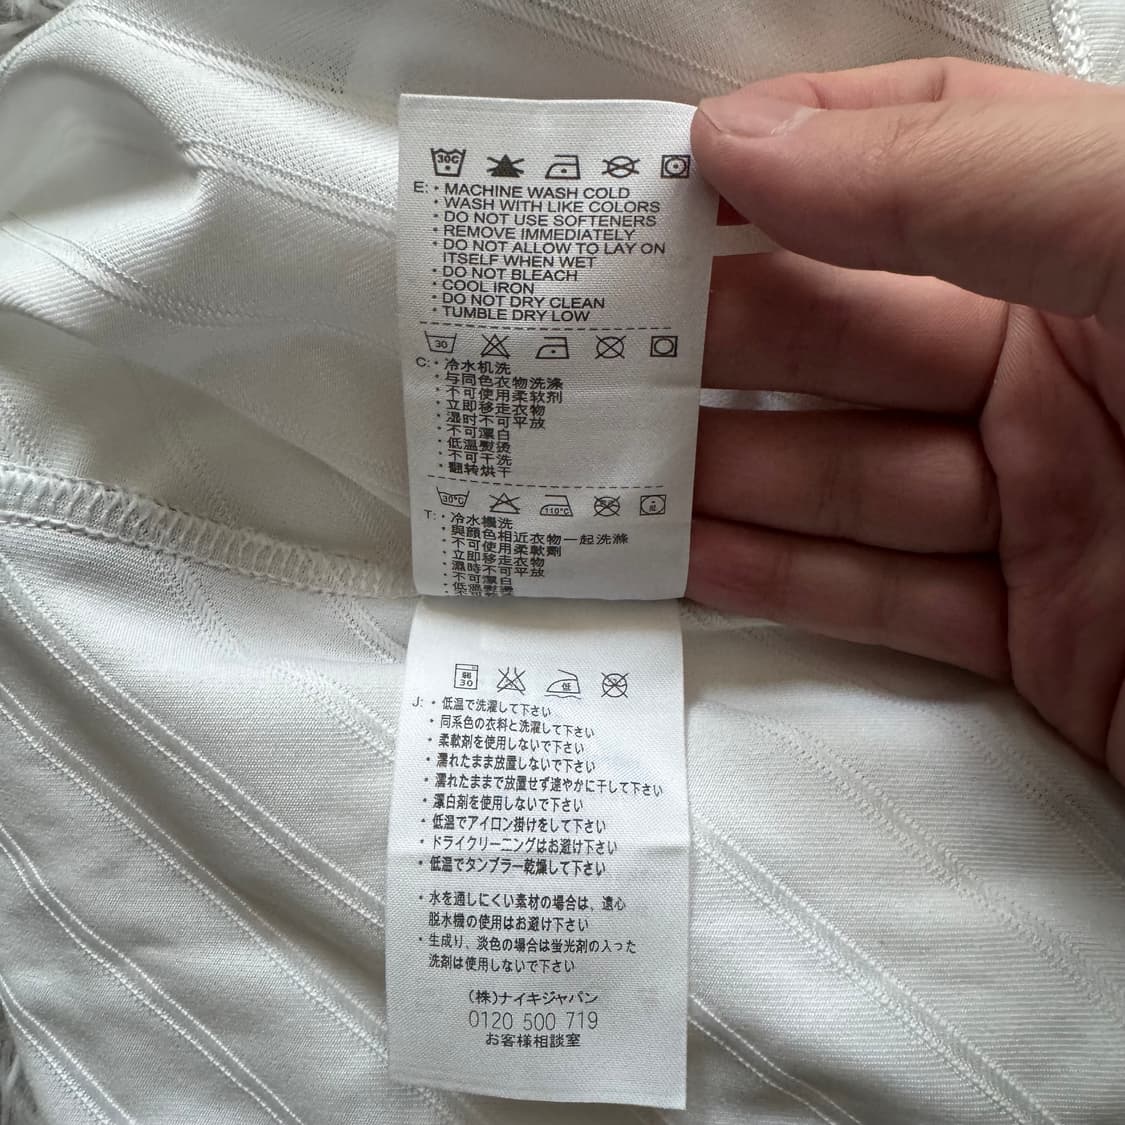 30C
E: • MACHINE WASH COLD
• WASH WITH LIKE COLORS
• DO NOT USE SOFTENERS
• REMOVE IMMEDIATELY
• DO NOT ALLOW TO LAY ON
ITSELF WHEN WET
• DO NOT BLEACH
• COOL IRON
• DO NOT DRY CLEAN
• TUMBLE DRY LOW
30
C: • 冷水机洗
• 与同色衣物洗涤
• 不可使用柔软剂
• 立即移走衣物
• 湿时不可平放
• 不可漂白
• 低温熨烫
• 不可干洗
• 翻转烘干
30°C 110°C
T: • 冷水機洗
• 與顏色相近衣物一起洗滌
• 不可使用柔軟劑
• 立即移走衣物
• 濕時不可平放
• 不可漂白
• 低溫熨燙
弱 30 低
J: • 低温で洗濯して下さい
• 同系色の衣料と洗濯して下さい
• 柔軟剤を使用しないで下さい
• 濡れたまま放置しないで下さい
• 濡れたままで放置せず速やかに干して下さい
• 漂白剤を使用しないで下さい
• 低温でアイロン掛けをして下さい
• ドライクリーニングはお避け下さい
• 低温でタンブラー乾燥して下さい
• 水を通しにくい素材の場合は、遠心
脱水機の使用はお避け下さい
• 生成り、淡色の場合は蛍光剤の入った
洗剤は使用しないで下さい
(株)ナイキジャパン
0120 500 719
お客様相談室